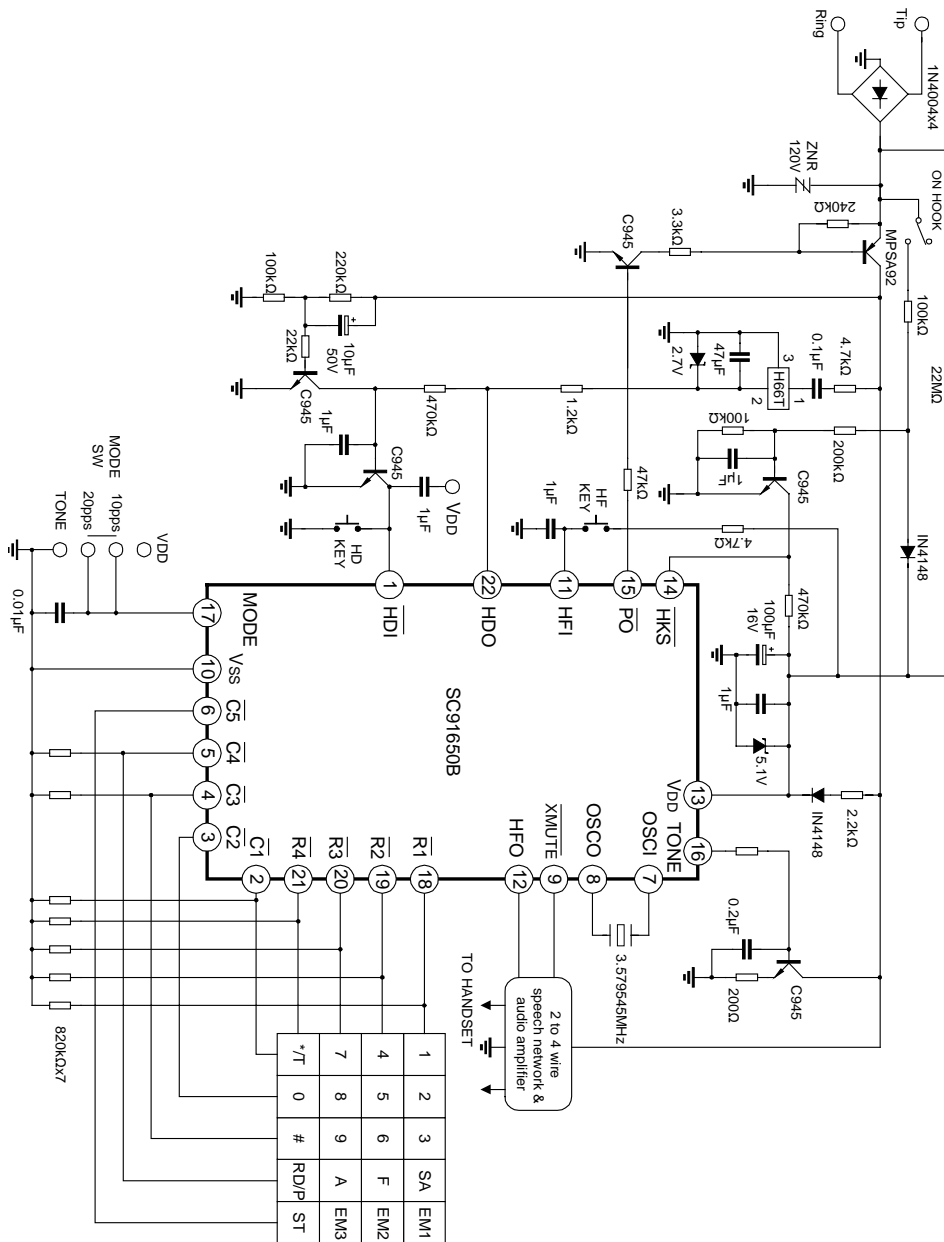 Tip
Ring
1N4004x4
ON HOOK
ZNR
120V
240kΩ
MPSA92
3.3kΩ
C945
100kΩ
22MΩ
IN4148
100kΩ
220kΩ
10μF
50V
22kΩ
C945
470kΩ
1.2kΩ
2.7V
47μF
H66T
1
2
3
0.1μF
4.7kΩ
100kΩ
1μF
200kΩ
C945
1μF
C945
1μF
VDD
HD
KEY
47kΩ
1μF
HF
KEY
4.7kΩ
470kΩ
100μF
16V
+
+
1μF
5.1V
IN4148
2.2kΩ
MODE
SW
TONE
20pps
10pps
VDD
0.01μF
1
HDI
22
HDO
11
HFI
15
PO
14
HKS
17
MODE
10
VSS
6
C5
5
C4
4
C3
3
C2
SC91650B
13
VDD
16
TONE
2
C1
21
R4
20
R3
19
R2
18
R1
12
HFO
9
XMUTE
8
OSCO
7
OSCI
3.579545MHz
0.2μF
200Ω
C945
2 to 4 wire
speech network &
audio amplifier
TO HANDSET
820kΩx7
1 2 3 SA EM1
4 5 6 F EM2
7 8 9 A EM3
*/T 0 # RD/P ST